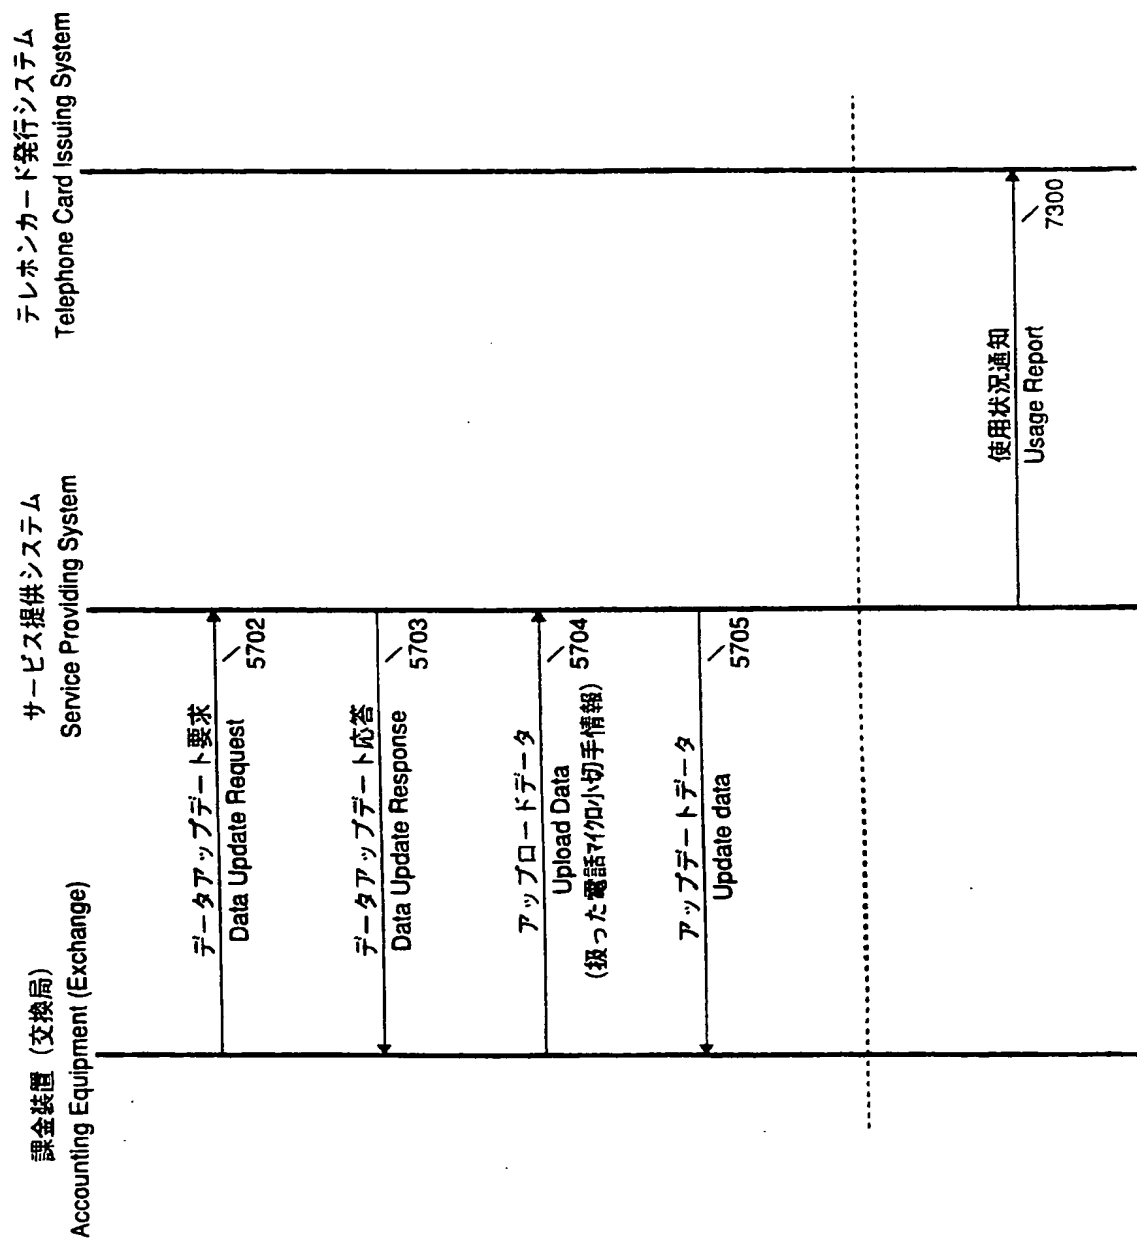 課金装置（交換局）
Accounting Equipment (Exchange)
サービス提供システム
Service Providing System
テレホンカード発行システム
Telephone Card Issuing System
データアップデート要求
Data Update Request
5702
データアップデート応答
Data Update Response
5703
アップロードデータ
Upload Data
(扱った電話マイクロ小切手情報)
5704
アップデートデータ
Update data
5705
使用状況通知
Usage Report
7300